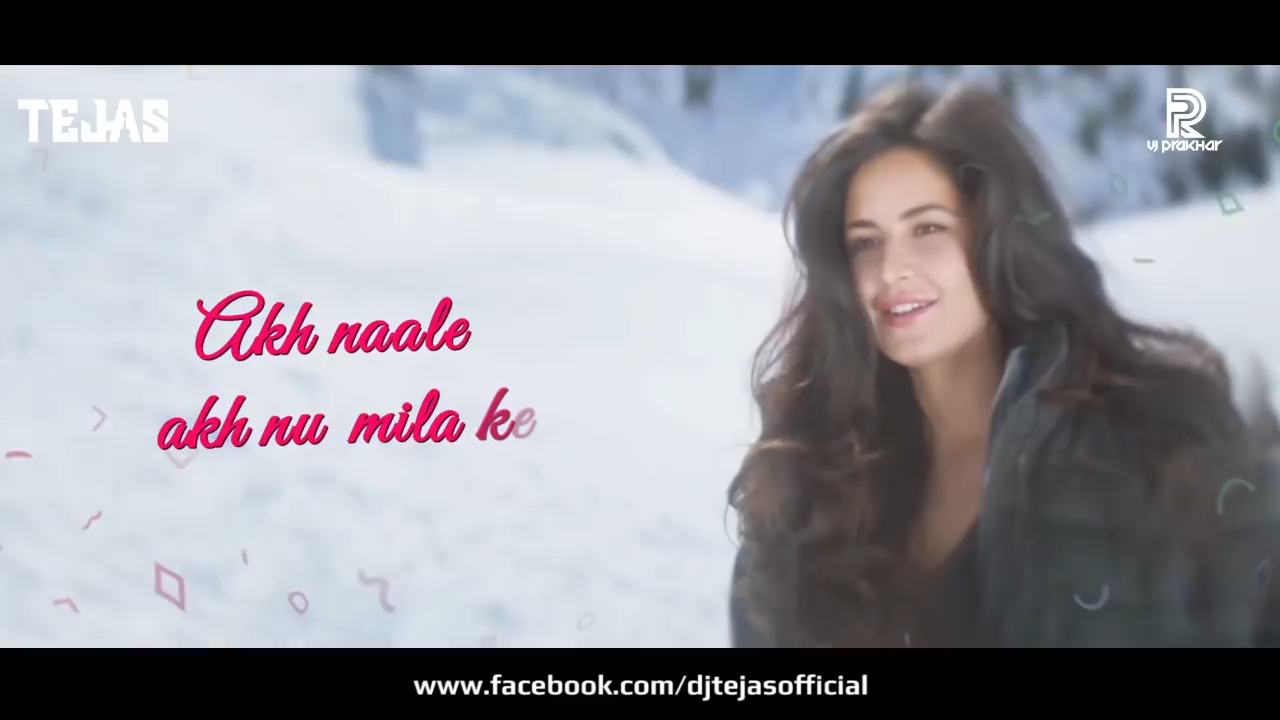 TEJAS
VJ PRAKHAR
Akh naale
akh nu mila ke
www.facebook.com/djtejasofficial